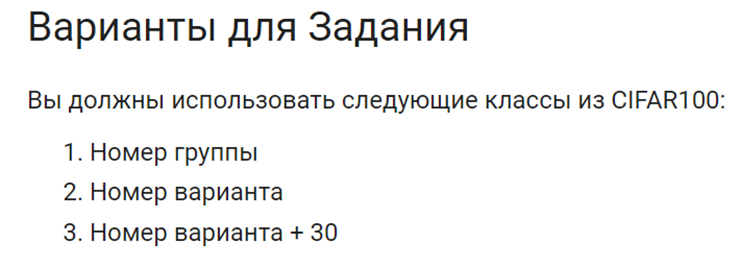 Варианты для Задания
Вы должны использовать следующие классы из CIFAR100:
1. Номер группы
2. Номер варианта
3. Номер варианта + 30